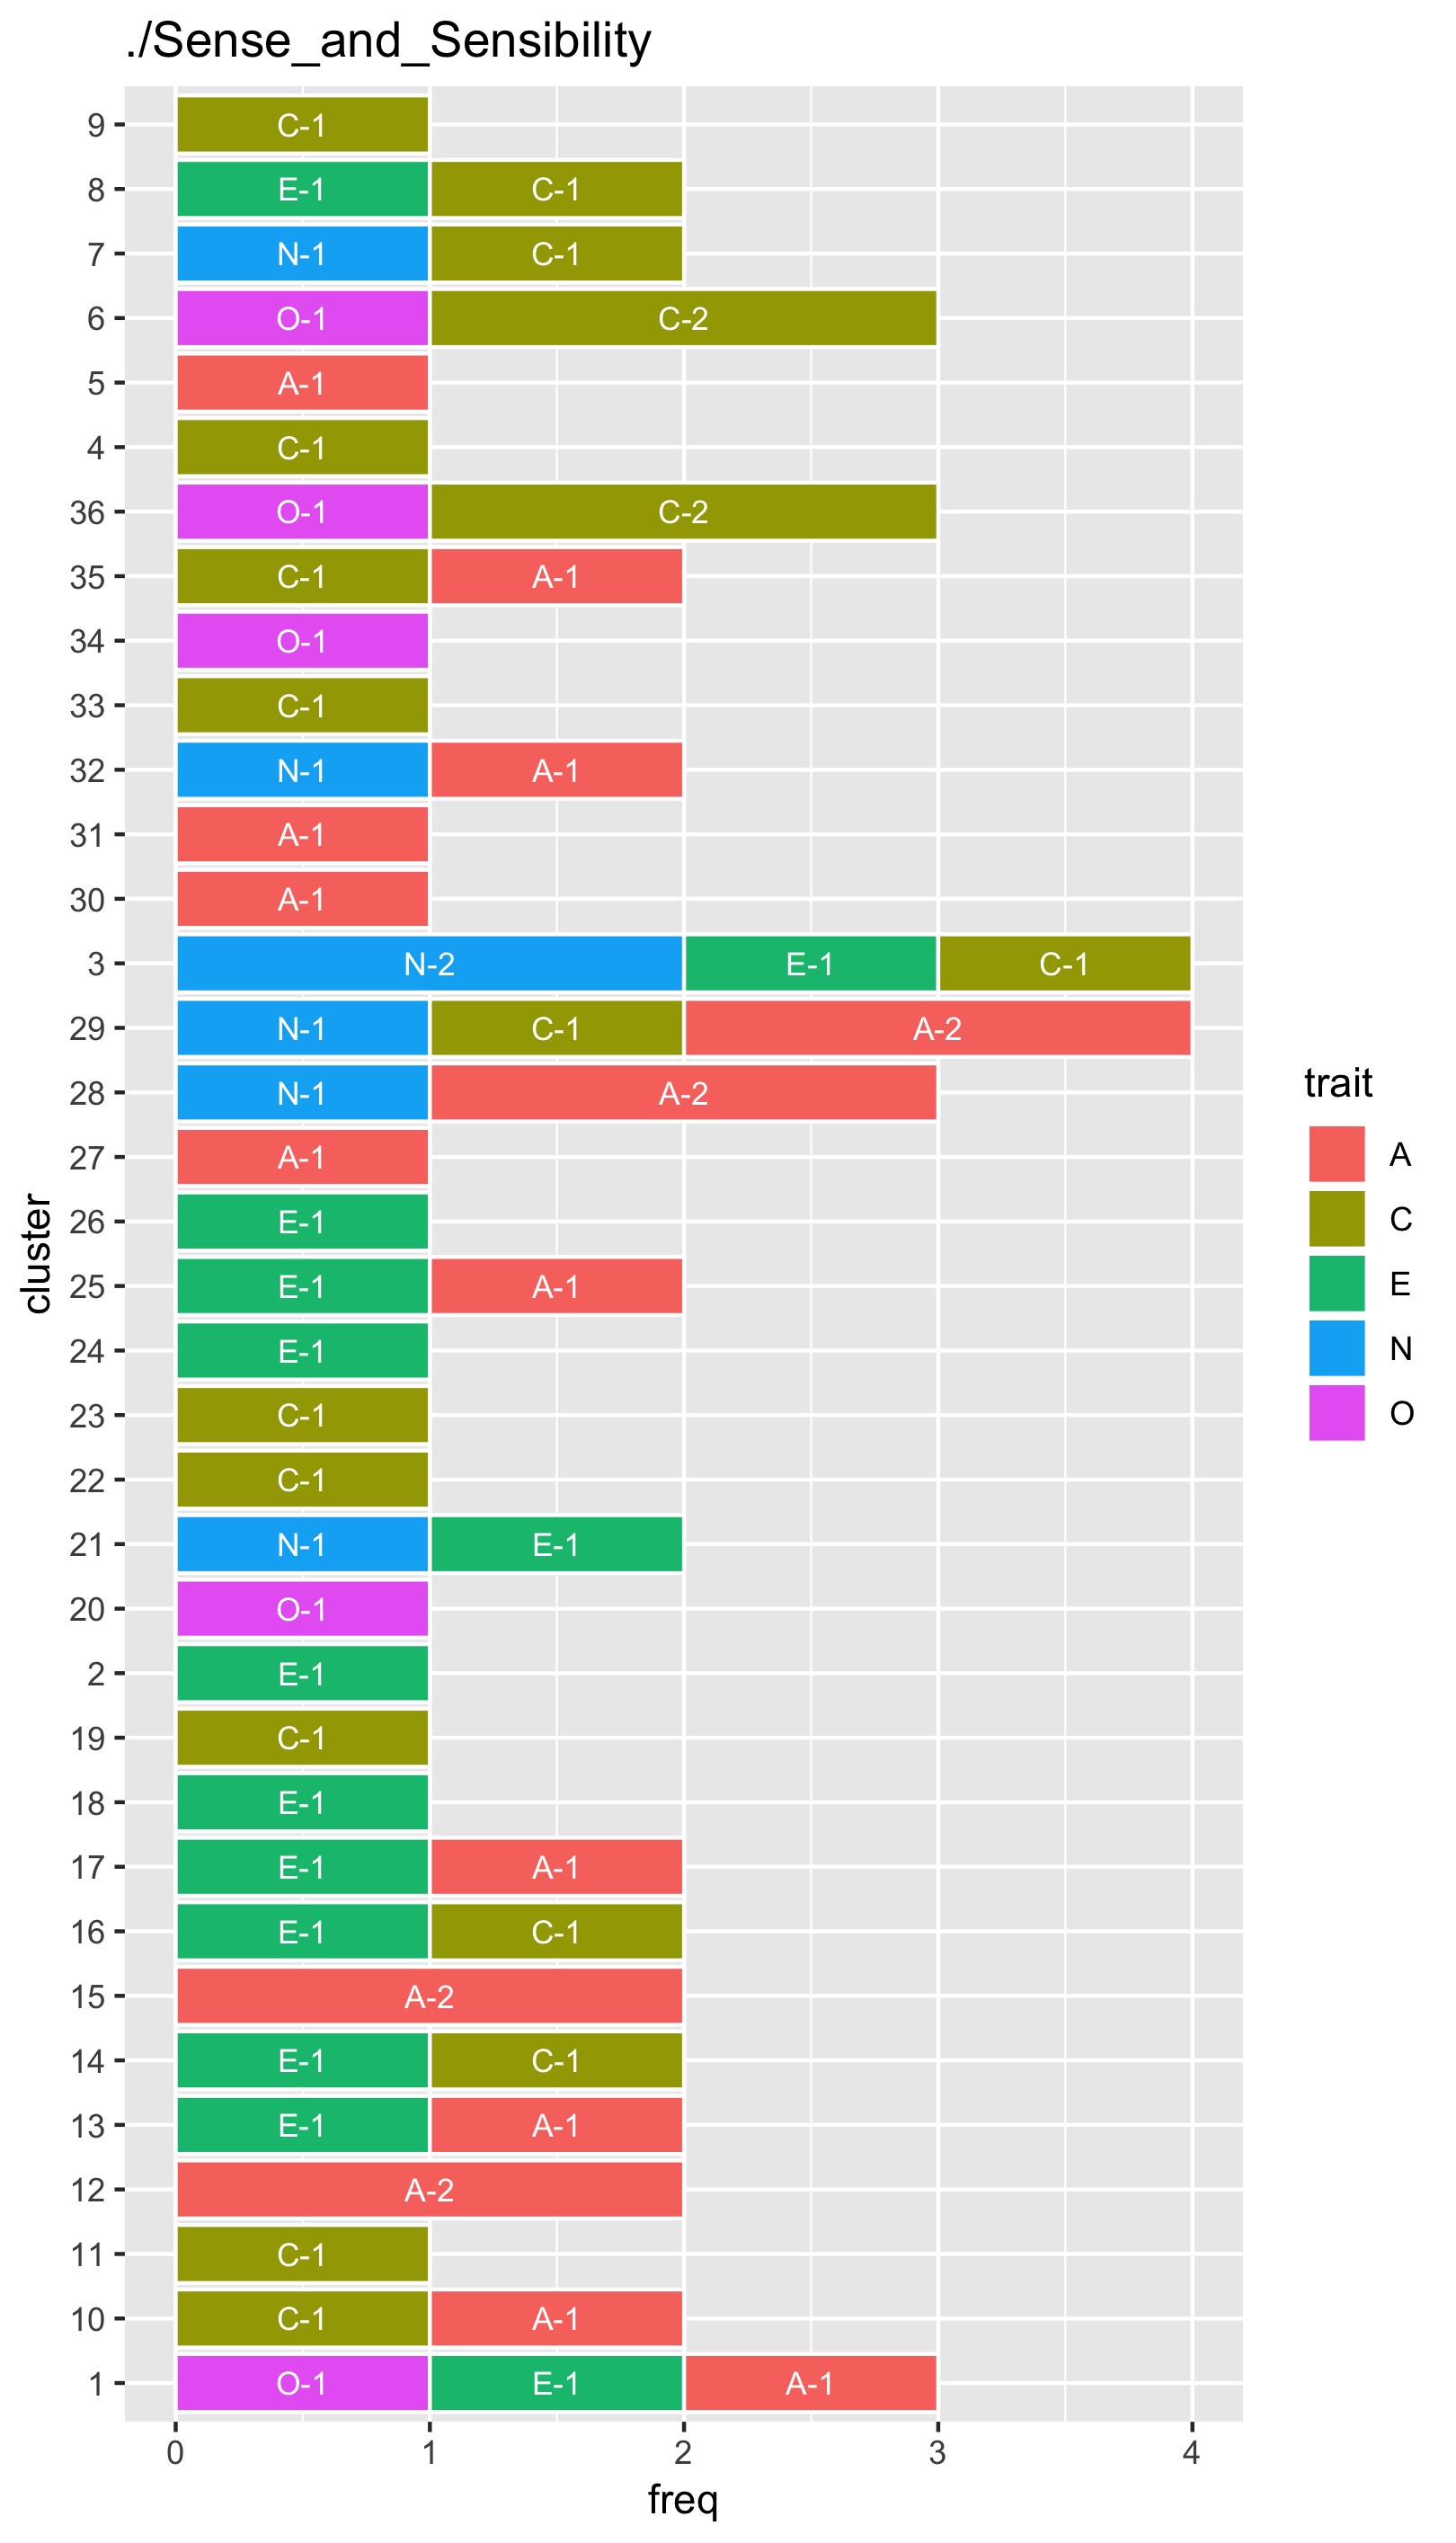 ./Sense_and_Sensibility
9 C-1
8 E-1 C-1
7 N-1 C-1
6 O-1 C-2
5 A-1
4 C-1
36 O-1 C-2
35 C-1 A-1
34 O-1
33 C-1
32 N-1 A-1
31 A-1
30 A-1
3 N-2 E-1 C-1
29 N-1 C-1 A-2
28 N-1 A-2
27 A-1
26 E-1
25 E-1 A-1
24 E-1
23 C-1
22 C-1
21 N-1 E-1
20 O-1
2 E-1
19 C-1
18 E-1
17 E-1 A-1
16 E-1 C-1
15 A-2
14 E-1 C-1
13 E-1 A-1
12 A-2
11 C-1
10 C-1 A-1
1 O-1 E-1 A-1
0 1 2 3 4
freq
cluster
trait
A
C
E
N
O